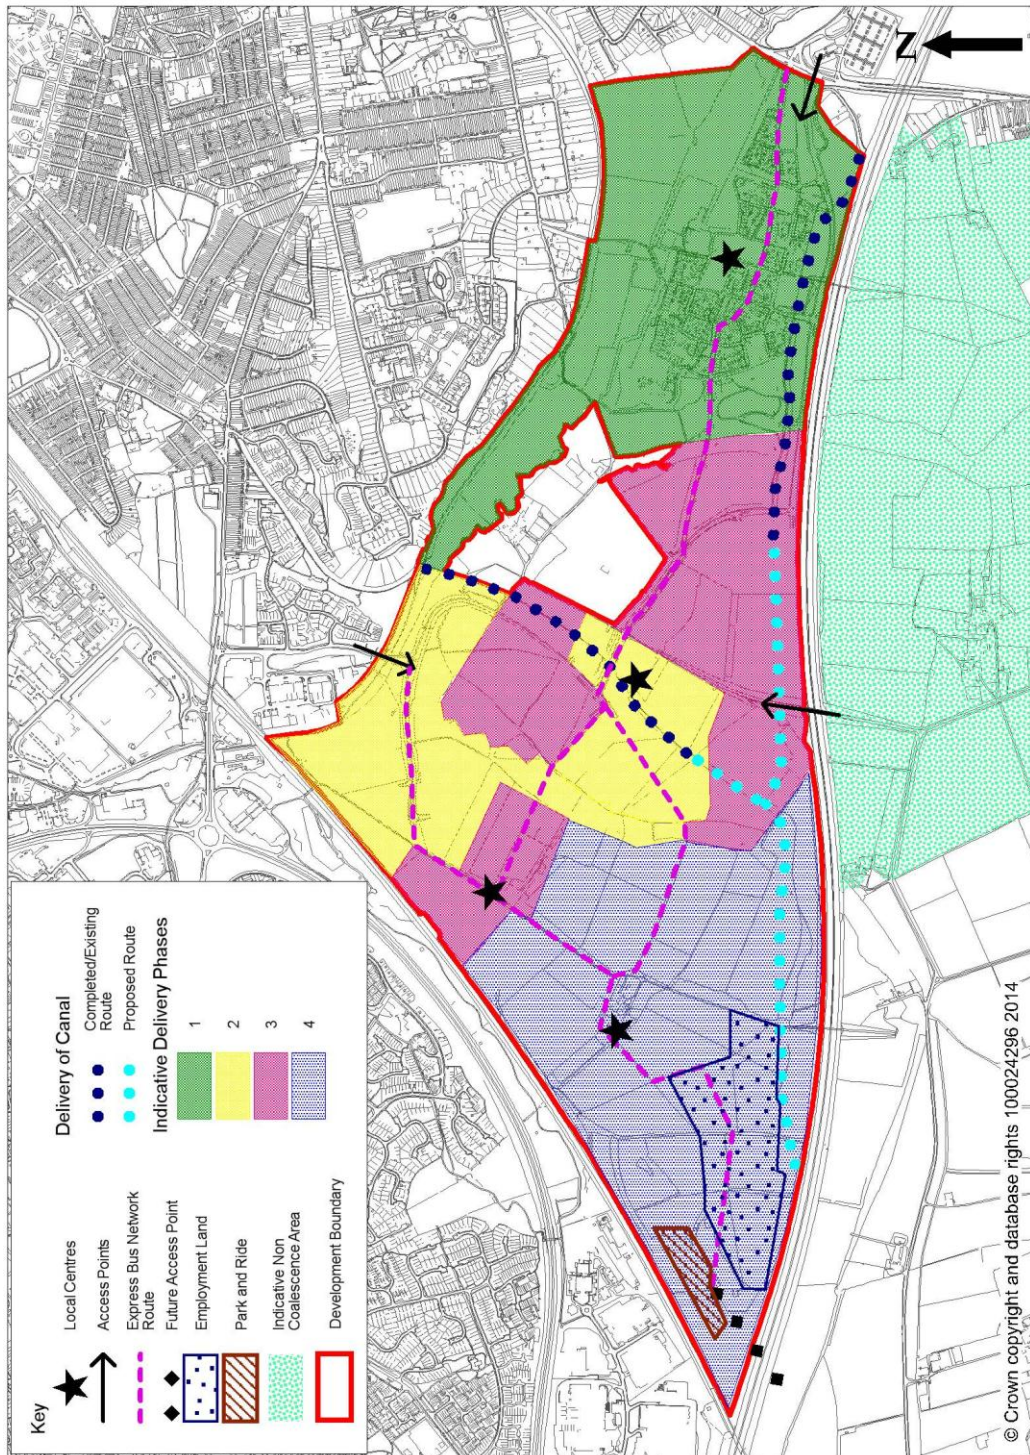 Key
Local Centres
Access Points
Express Bus Network
Route
Future Access Point
Employment Land
Park and Ride
Indicative Non
Coalescence Area
Development Boundary
Delivery of Canal
Completed/Existing
Route
Proposed Route
Indicative Delivery Phases
1
2
3
4
N
© Crown copyright and database rights 100024296 2014